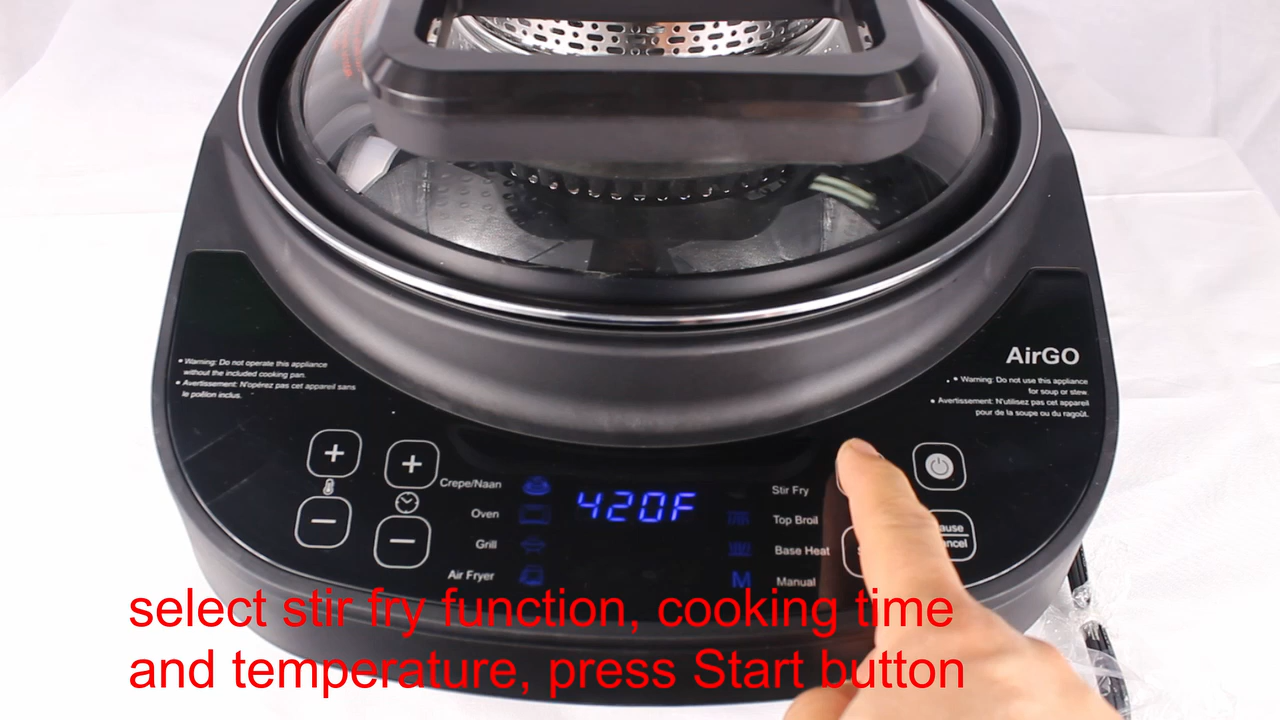 AirGO
• Warning: Do not operate this appliance
without the included cooking pan.
• Avertissement: N'opérez pas cet appareil sans
le poêlon inclus.
• Warning: Do not use this appliance
for soup or stew.
• Avertissement: N'utilisez pas cet appareil
pour de la soupe ou du ragoût.
Crepe/Naan
Oven
Grill
Air Fryer
420F
Stir Fry
Top Broil
Base Heat
M Manual
select stir fry function, cooking time
and temperature, press Start button